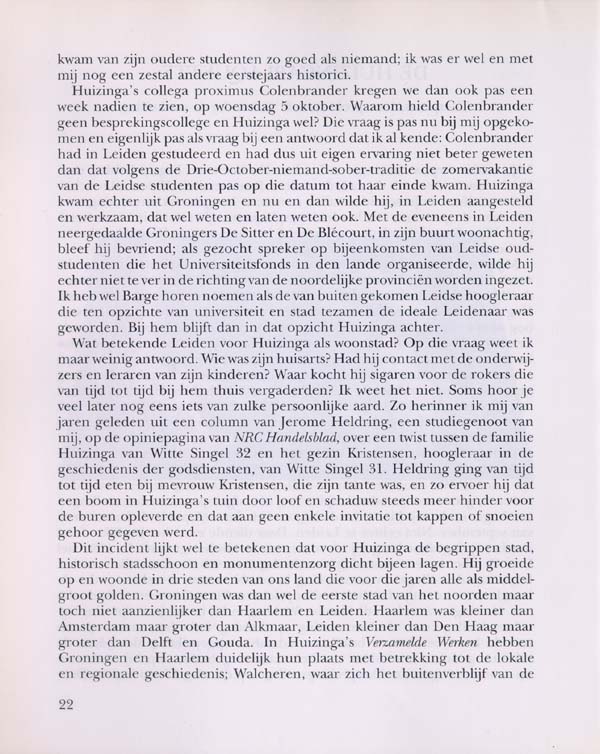 kwam van zijn oudere studenten zo goed als niemand; ik was er wel en met
mij nog een zestal andere eerstejaars historici.
Huizinga's collega proximus Colenbrander kregen we dan ook pas een
week nadien te zien, op woensdag 5 oktober. Waarom hield Colenbrander
geen besprekingscollege en Huizinga wel? Die vraag is pas nu bij mij opgeko-
men en eigenlijk pas als vraag bij een antwoord dat ik al kende: Colenbrander
had in Leiden gestudeerd en had dus uit eigen ervaring niet beter geweten
dan dat volgens de Drie-October-niemand-sober-traditie de zomervakantie
van de Leidse studenten pas op die datum tot haar einde kwam. Huizinga
kwam echter uit Groningen en nu en dan wilde hij, in Leiden aangesteld
en werkzaam, dat wel weten en laten weten ook. Met de eveneens in Leiden
neergedaalde Groningers De Sitter en De Blécourt, in zijn buurt woonachtig,
bleef hij bevriend; als gezocht spreker op bijeenkomsten van Leidse oud-
studenten die het Universiteitsfonds in den lande organiseerde, wilde hij
echter niet te ver in de richting van de noordelijke provinciën worden ingezet.
Ik heb wel Barge horen noemen als de van buiten gekomen Leidse hoogleraar
die ten opzichte van universiteit en stad tezamen de ideale Leidenaar was
geworden. Bij hem blijft dan in dat opzicht Huizinga achter.
Wat betekende Leiden voor Huizinga als woonstad? Op die vraag weet ik
maar weinig antwoord. Wie was zijn huisarts? Had hij contact met de onderwij-
zers en leraren van zijn kinderen? Waar kocht hij sigaren voor de rokers die
van tijd tot tijd bij hem thuis vergaderden? Ik weet het niet. Soms hoor je
veel later nog eens iets van zulke persoonlijke aard. Zo herinner ik mij van
jaren geleden uit een column van Jerome Heldring, een studiegenoot van
mij, op de opiniepagina van NRC Handelsblad, over een twist tussen de familie
Huizinga van Witte Singel 32 en het gezin Kristensen, hoogleraar in de
geschiedenis der godsdiensten, van Witte Singel 31. Heldring ging van tijd
tot tijd eten bij mevrouw Kristensen, die zijn tante was, en zo ervoer hij dat
een boom in Huizinga's tuin door loof en schaduw steeds meer hinder voor
de buren opleverde en dat aan geen enkele invitatie tot kappen of snoeien
gehoor gegeven werd.
Dit incident lijkt wel te betekenen dat voor Huizinga de begrippen stad,
historisch stadsschoon en monumentenzorg dicht bijeen lagen. Hij groeide
op en woonde in drie steden van ons land die voor die jaren alle als middel-
groot golden. Groningen was dan wel de eerste stad van het noorden maar
toch niet aanzienlijker dan Haarlem en Leiden. Haarlem was kleiner dan
Amsterdam maar groter dan Alkmaar, Leiden kleiner dan Den Haag maar
groter dan Delft en Gouda. In Huizinga's Verzamelde Werken hebben
Groningen en Haarlem duidelijk hun plaats met betrekking tot de lokale
en regionale geschiedenis; Walcheren, waar zich het buitenverblijf van de
22